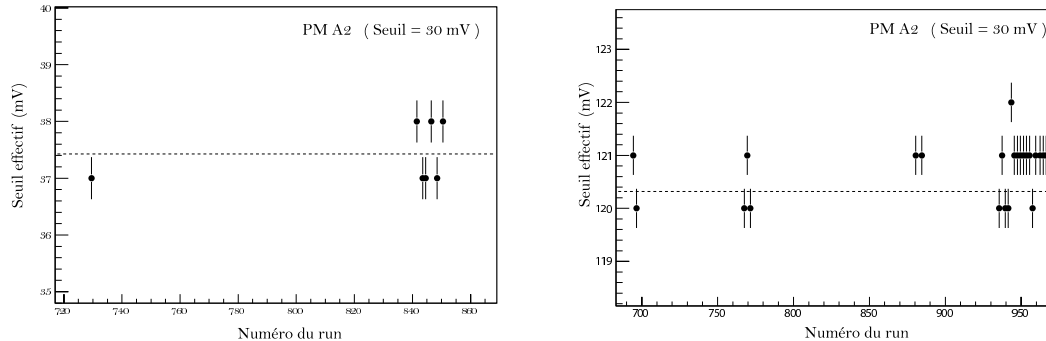 PM A2 ( Seuil = 30 mV )
Seuil effectif (mV)
40
39
38
37
36
35
720 740 760 780 800 820 840 860
Numéro du run
PM A2 ( Seuil = 30 mV )
Seuil effectif (mV)
123
122
121
120
119
700 750 800 850 900 950
Numéro du run